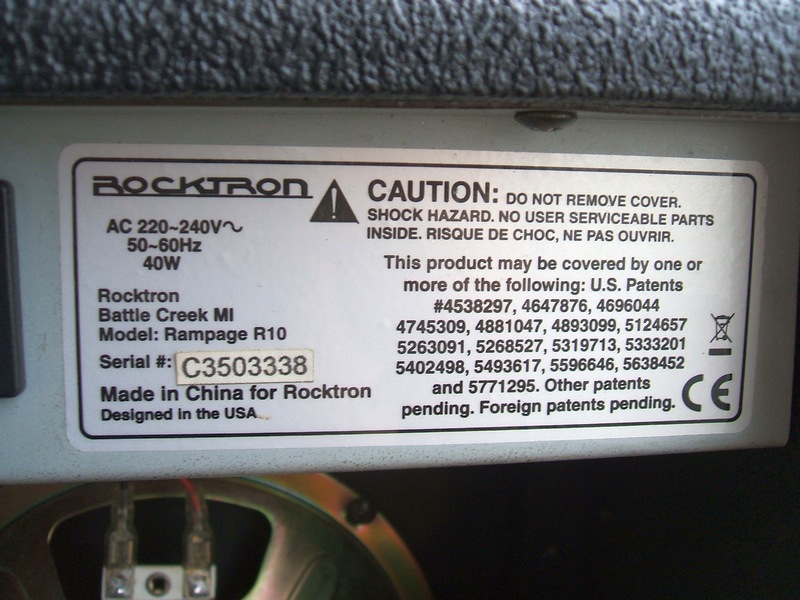 ROCKTRON
AC 220~240V~
50~60Hz
40W
Rocktron
Battle Creek MI
Model: Rampage R10
Serial #: C3503338
Made in China for Rocktron
Designed in the USA
CAUTION: DO NOT REMOVE COVER.
SHOCK HAZARD. NO USER SERVICEABLE PARTS
INSIDE. RISQUE DE CHOC, NE PAS OUVRIR.
This product may be covered by one or
more of the following: U.S. Patents
#4538297, 4647876, 4696044
4745309, 4881047, 4893099, 5124657
5263091, 5268527, 5319713, 5333201
5402498, 5493617, 5596646, 5638452
and 5771295. Other patents
pending. Foreign patents pending.
CE